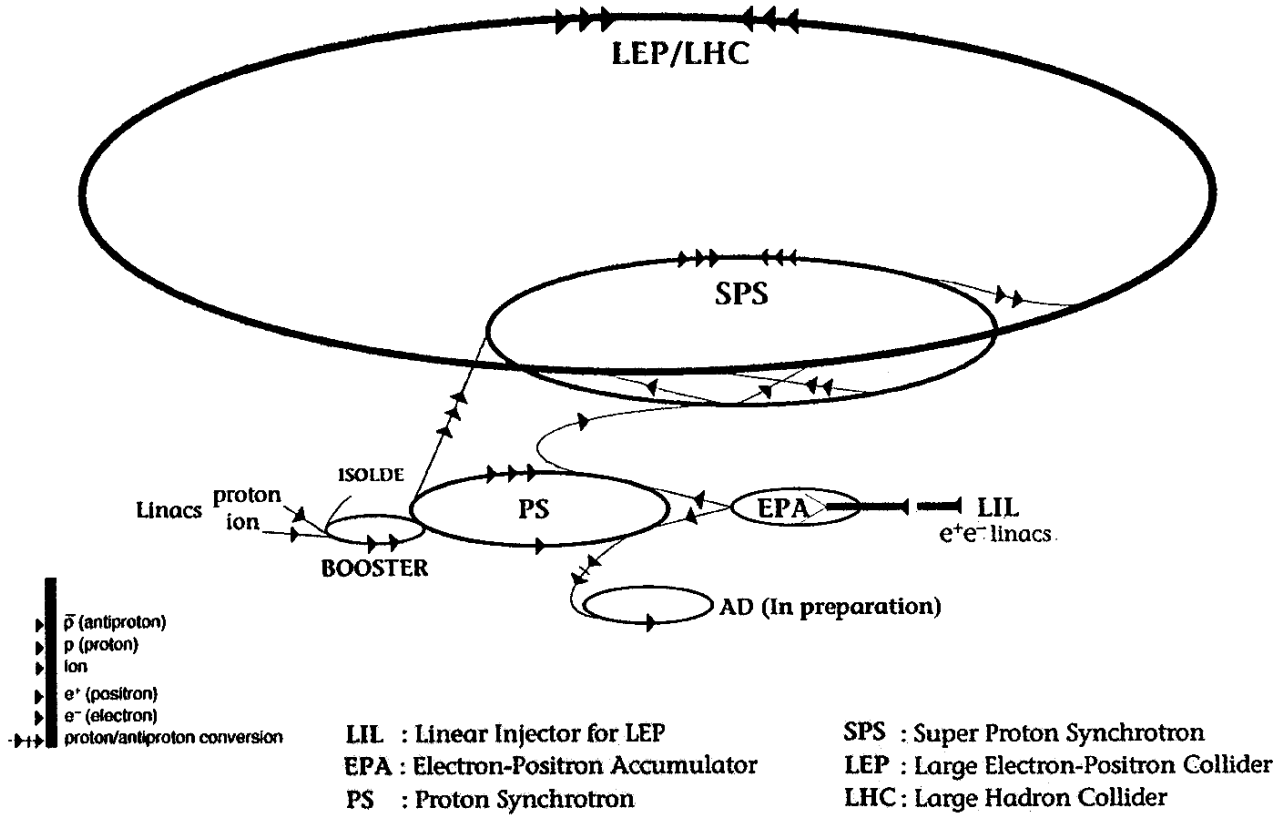 LEP/LHC
SPS
ISOLDE
Linacs proton
ion
PS
EPA
LIL
e⁺e⁻ linacs
BOOSTER
AD (In preparation)
p̅ (antiproton)
p (proton)
ion
e⁺ (positron)
e⁻ (electron)
proton/antiproton conversion
LIL : Linear Injector for LEP
EPA : Electron-Positron Accumulator
PS : Proton Synchrotron
SPS : Super Proton Synchrotron
LEP : Large Electron-Positron Collider
LHC : Large Hadron Collider